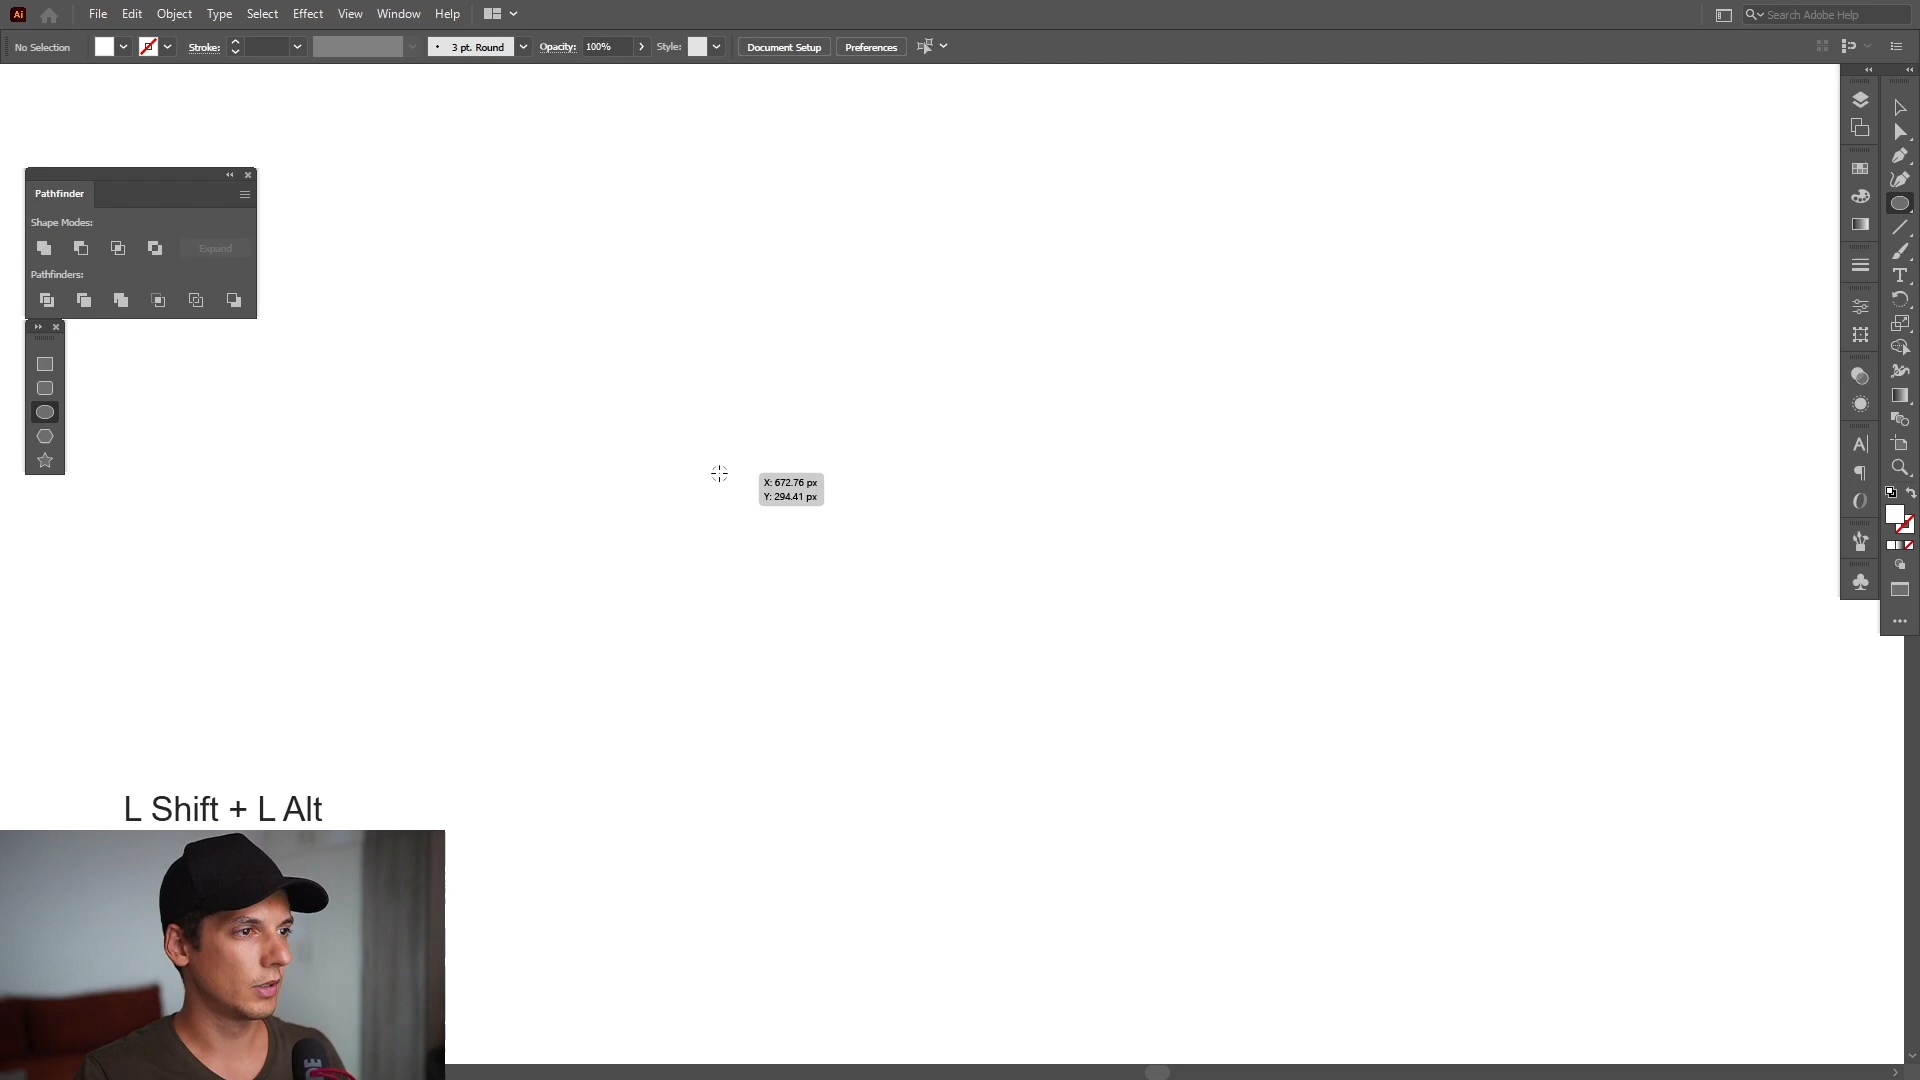 Ai File Edit Object Type Select Effect View Window Help Search Adobe Help
No Selection Stroke: 3 pt. Round Opacity: 100% Style: Document Setup Preferences
Pathfinder
Shape Modes:
Expand
Pathfinders:
X: 672.76 px
Y: 294.41 px
L Shift + L Alt